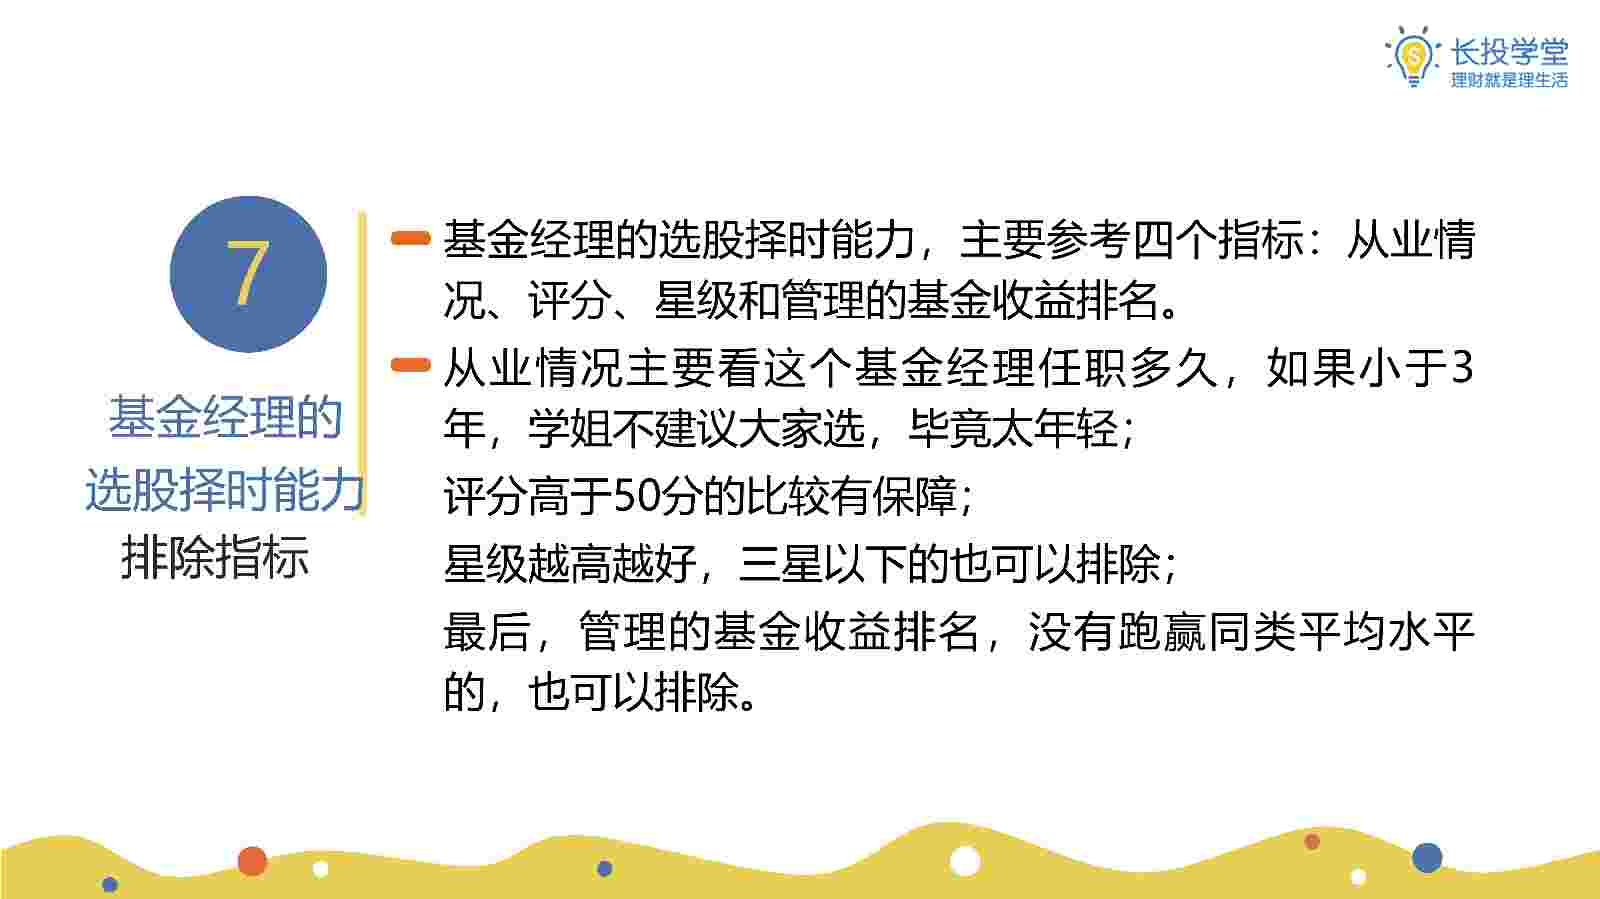 长投学堂
理财就是理生活
7
基金经理的
选股择时能力
排除指标
基金经理的选股择时能力，主要参考四个指标：从业情
况、评分、星级和管理的基金收益排名。
从业情况主要看这个基金经理任职多久，如果小于3
年，学姐不建议大家选，毕竟太年轻；
评分高于50分的比较有保障；
星级越高越好，三星以下的也可以排除；
最后，管理的基金收益排名，没有跑赢同类平均水平
的，也可以排除。